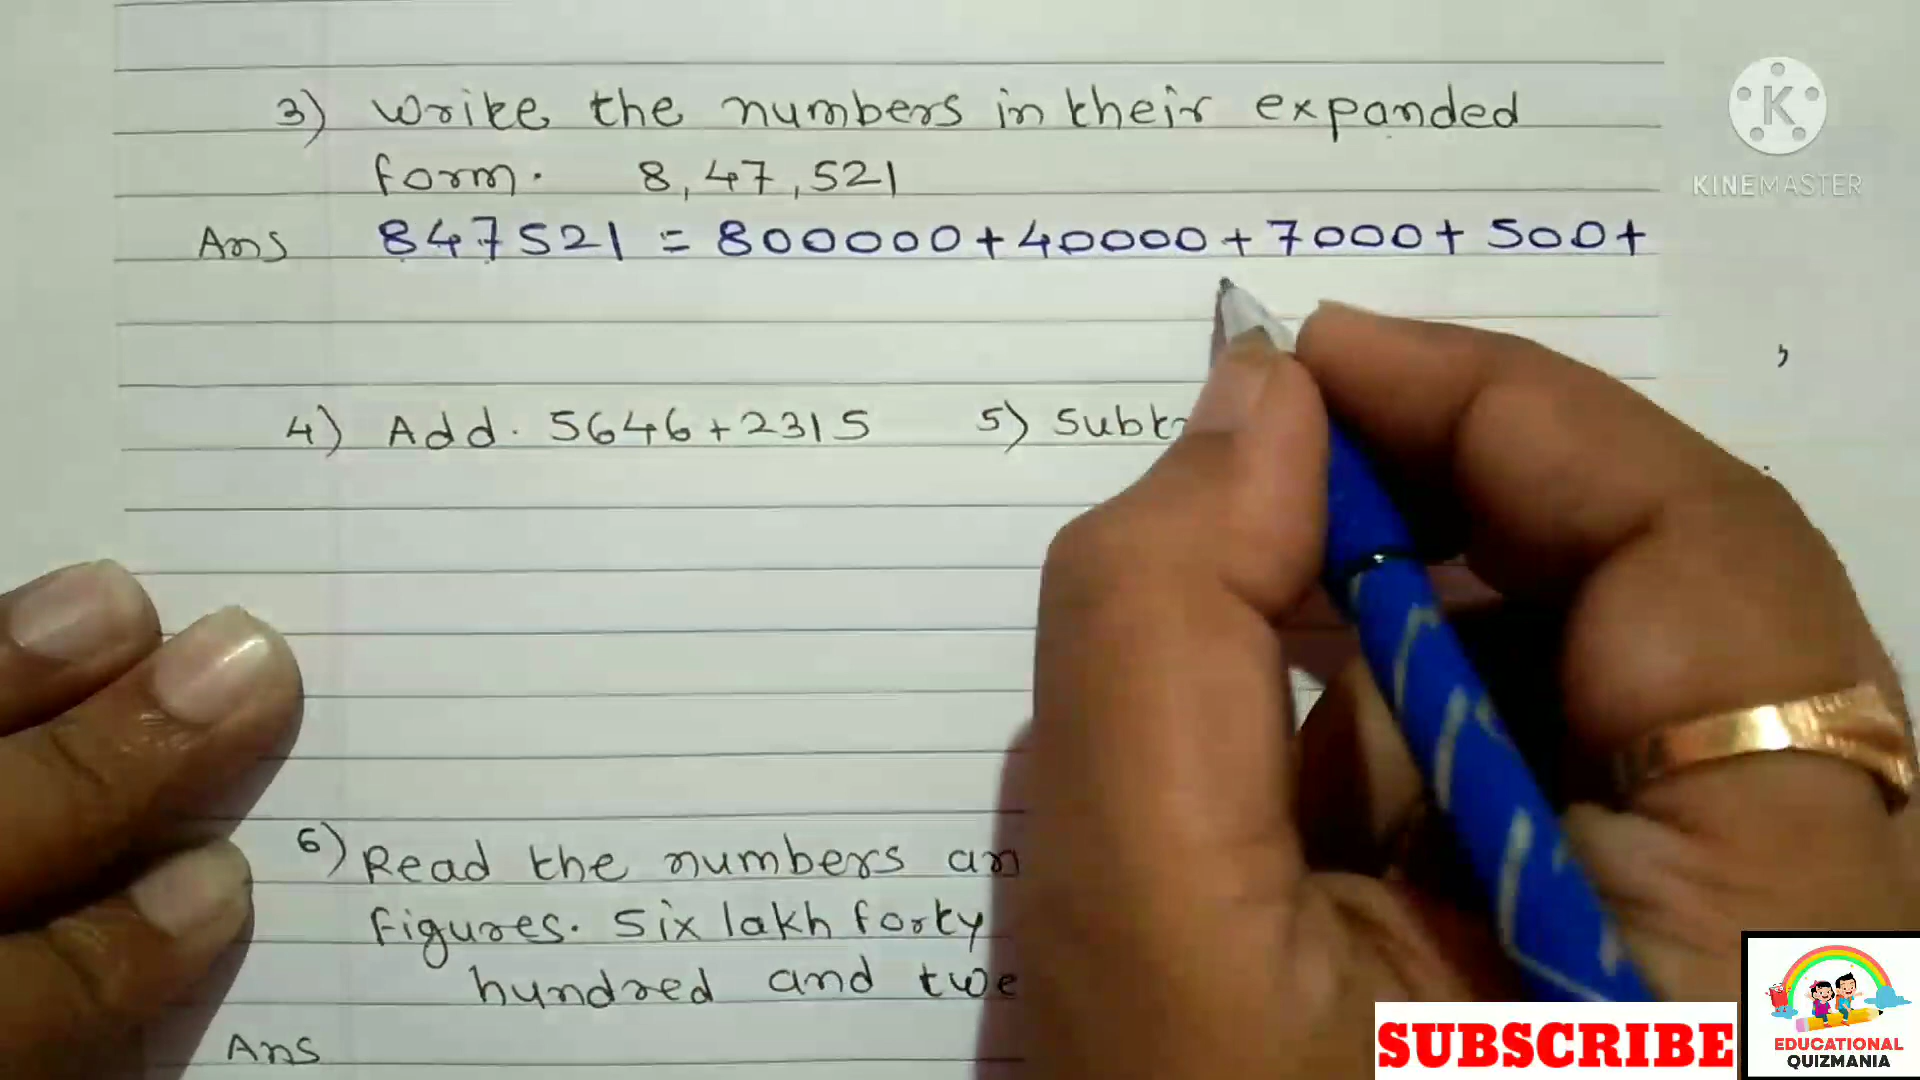 3) Write the numbers in their expanded
form. 8,47,521
Ans 847521 = 800000+40000+7000+500+
4) Add. 5646+2315 5) Subt
6) Read the numbers an
figures. Six lakh forty
hundred and twe
Ans
K
KINEMASTER
SUBSCRIBE
EDUCATIONAL
QUIZMANIA